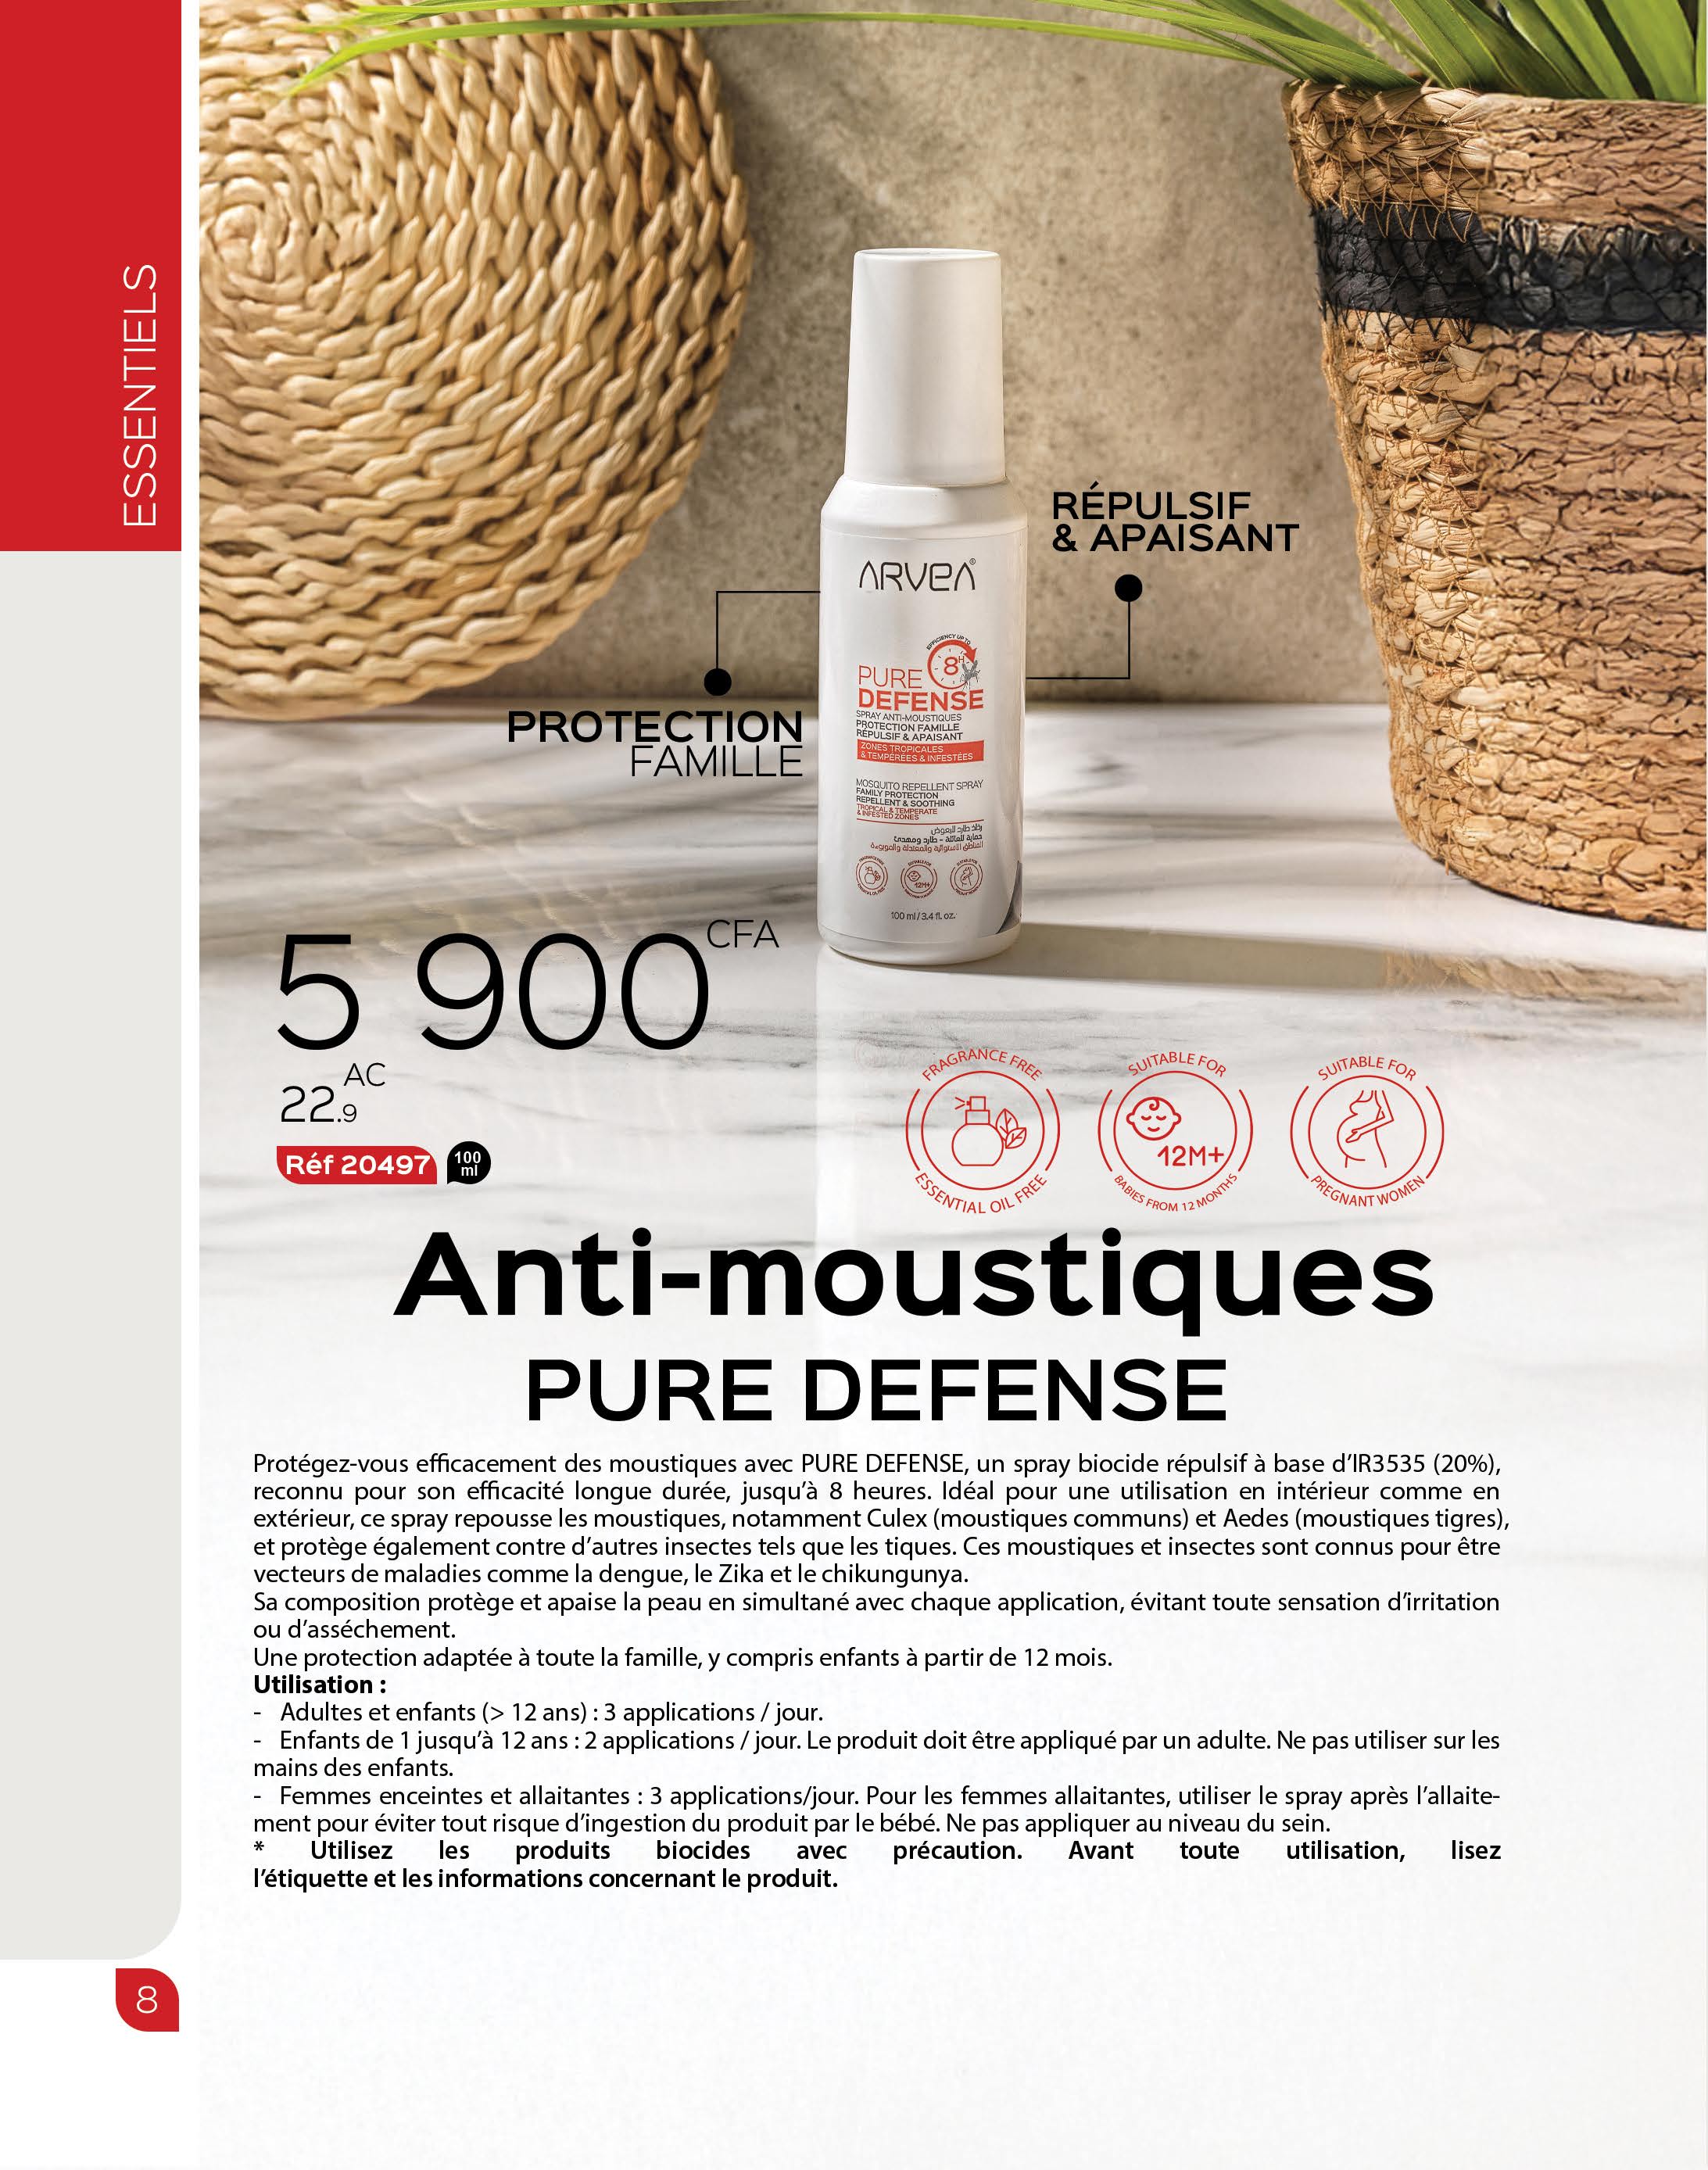 ESSENTIELS
RÉPULSIF
& APAISANT
PROTECTION
FAMILLE
ARVEA®
EFFICIENCY UP TO
8H
PURE
DEFENSE
SPRAY ANTI-MOUSTIQUES
PROTECTION FAMILLE
RÉPULSIF & APAISANT
ZONES TROPICALES
& TEMPÉRÉES & INFESTÉES
MOSQUITO REPELLENT SPRAY
FAMILY PROTECTION
REPELLENT & SOOTHING
TROPICAL & TEMPERATE
& INFESTED ZONES
رذاذ طارد للبعوض
حماية للعائلة - طارد ومهدئ
المناطق الاستوائية والمعتدلة والموبوءة
12M+
100 ml / 3.4 fl. oz.
5 900 CFA
22.9 AC
Réf 20497
100
ml
FRAGRANCE FREE
ESSENTIAL OIL FREE
SUITABLE FOR
12M+
BABIES FROM 12 MONTHS
SUITABLE FOR
PREGNANT WOMEN
Anti-moustiques
PURE DEFENSE
Protégez-vous efficacement des moustiques avec PURE DEFENSE, un spray biocide répulsif à base d’IR3535 (20%),
reconnu pour son efficacité longue durée, jusqu’à 8 heures. Idéal pour une utilisation en intérieur comme en
extérieur, ce spray repousse les moustiques, notamment Culex (moustiques communs) et Aedes (moustiques tigres),
et protège également contre d’autres insectes tels que les tiques. Ces moustiques et insectes sont connus pour être
vecteurs de maladies comme la dengue, le Zika et le chikungunya.
Sa composition protège et apaise la peau en simultané avec chaque application, évitant toute sensation d’irritation
ou d’asséchement.
Une protection adaptée à toute la famille, y compris enfants à partir de 12 mois.
Utilisation :
- Adultes et enfants (> 12 ans) : 3 applications / jour.
- Enfants de 1 jusqu’à 12 ans : 2 applications / jour. Le produit doit être appliqué par un adulte. Ne pas utiliser sur les
mains des enfants.
- Femmes enceintes et allaitantes : 3 applications/jour. Pour les femmes allaitantes, utiliser le spray après l’allaite-
ment pour éviter tout risque d’ingestion du produit par le bébé. Ne pas appliquer au niveau du sein.
* Utilisez les produits biocides avec précaution. Avant toute utilisation, lisez
l’étiquette et les informations concernant le produit.
8